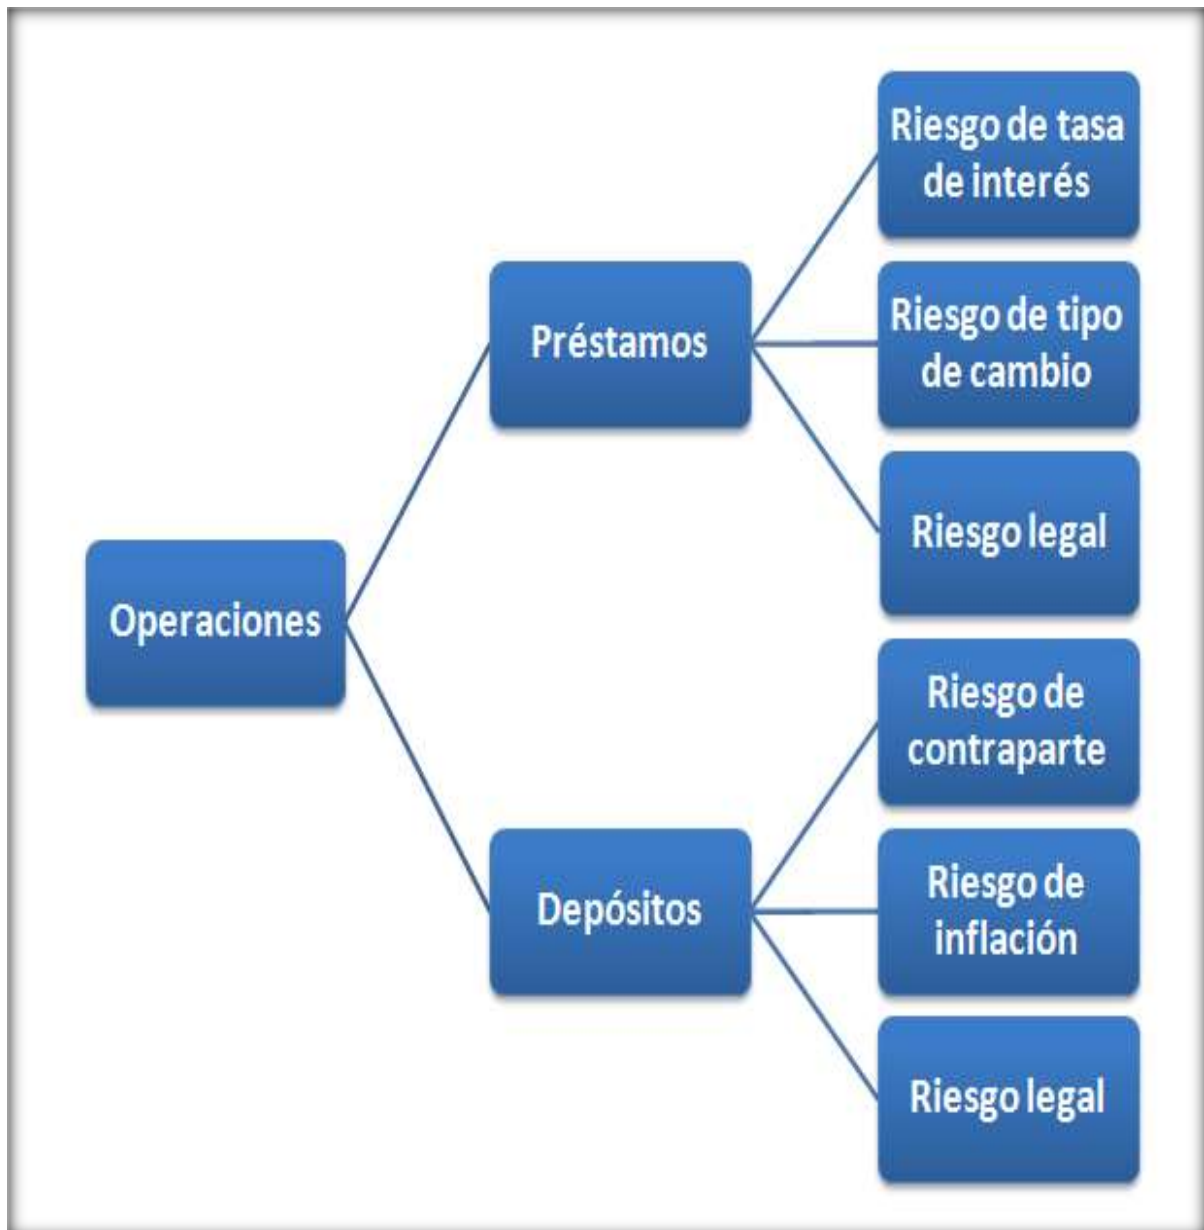 Operaciones
Préstamos
Riesgo de tasa
de interés
Riesgo de tipo
de cambio
Riesgo legal
Depósitos
Riesgo de
contraparte
Riesgo de
inflación
Riesgo legal